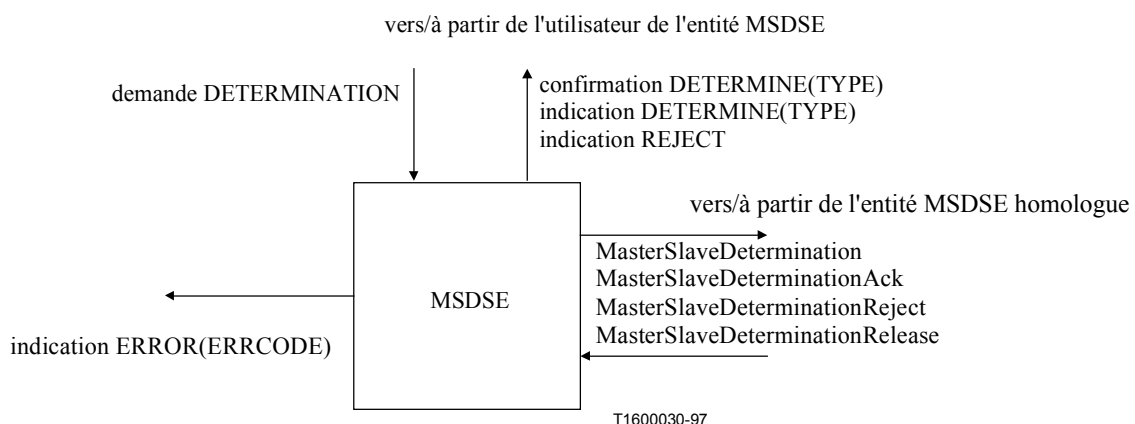 vers/à partir de l'utilisateur de l'entité MSDSE
demande DETERMINATION
confirmation DETERMINE(TYPE)
indication DETERMINE(TYPE)
indication REJECT
vers/à partir de l'entité MSDSE homologue
MasterSlaveDetermination
MasterSlaveDeterminationAck
MasterSlaveDeterminationReject
MasterSlaveDeterminationRelease
MSDSE
indication ERROR(ERRCODE)
T1600030-97